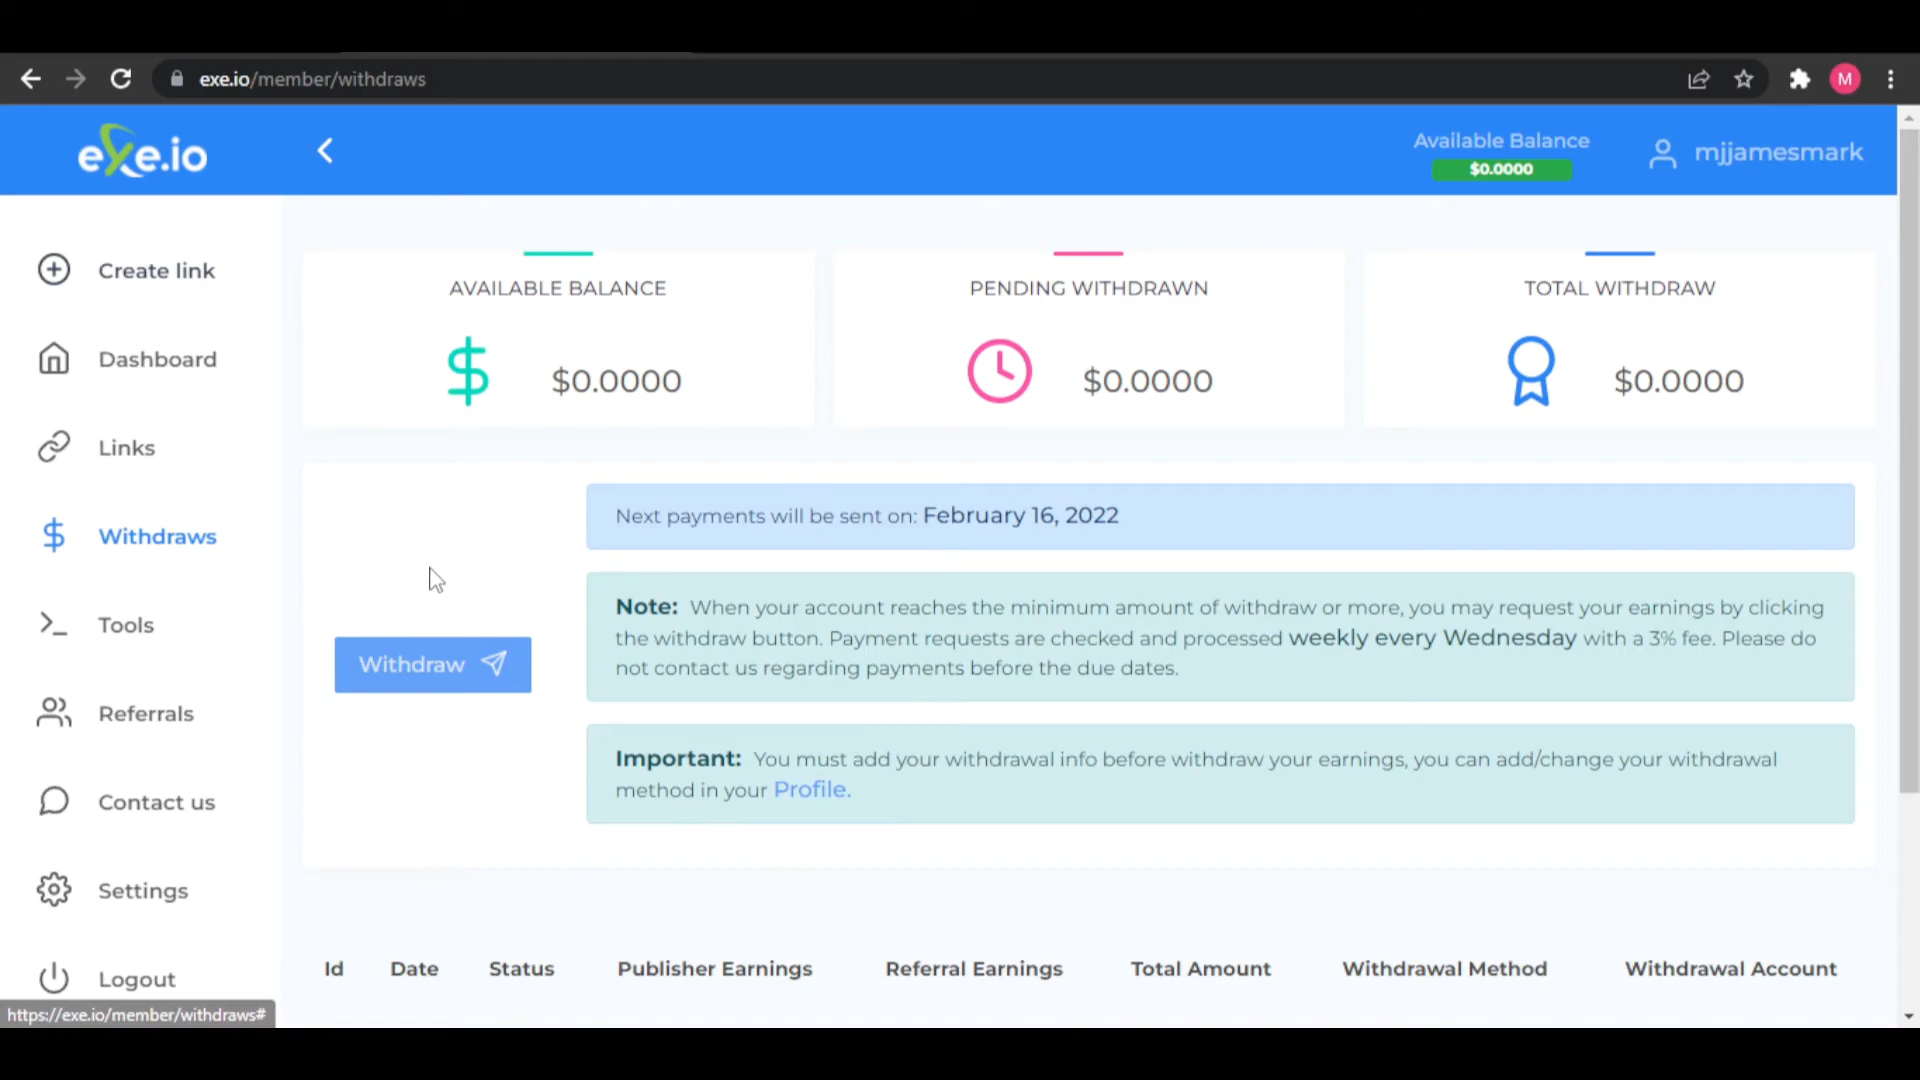 exe.io/member/withdraws
M
exe.io
Available Balance
$0.0000
mjjamesmark
Create link
Dashboard
Links
Withdraws
Tools
Referrals
Contact us
Settings
Logout
AVAILABLE BALANCE
$0.0000
PENDING WITHDRAWN
$0.0000
TOTAL WITHDRAW
$0.0000
Withdraw
Next payments will be sent on: February 16, 2022
Note: When your account reaches the minimum amount of withdraw or more, you may request your earnings by clicking
the withdraw button. Payment requests are checked and processed weekly every Wednesday with a 3% fee. Please do
not contact us regarding payments before the due dates.
Important: You must add your withdrawal info before withdraw your earnings, you can add/change your withdrawal
method in your Profile.
Id Date Status Publisher Earnings Referral Earnings Total Amount Withdrawal Method Withdrawal Account
https://exe.io/member/withdraws#